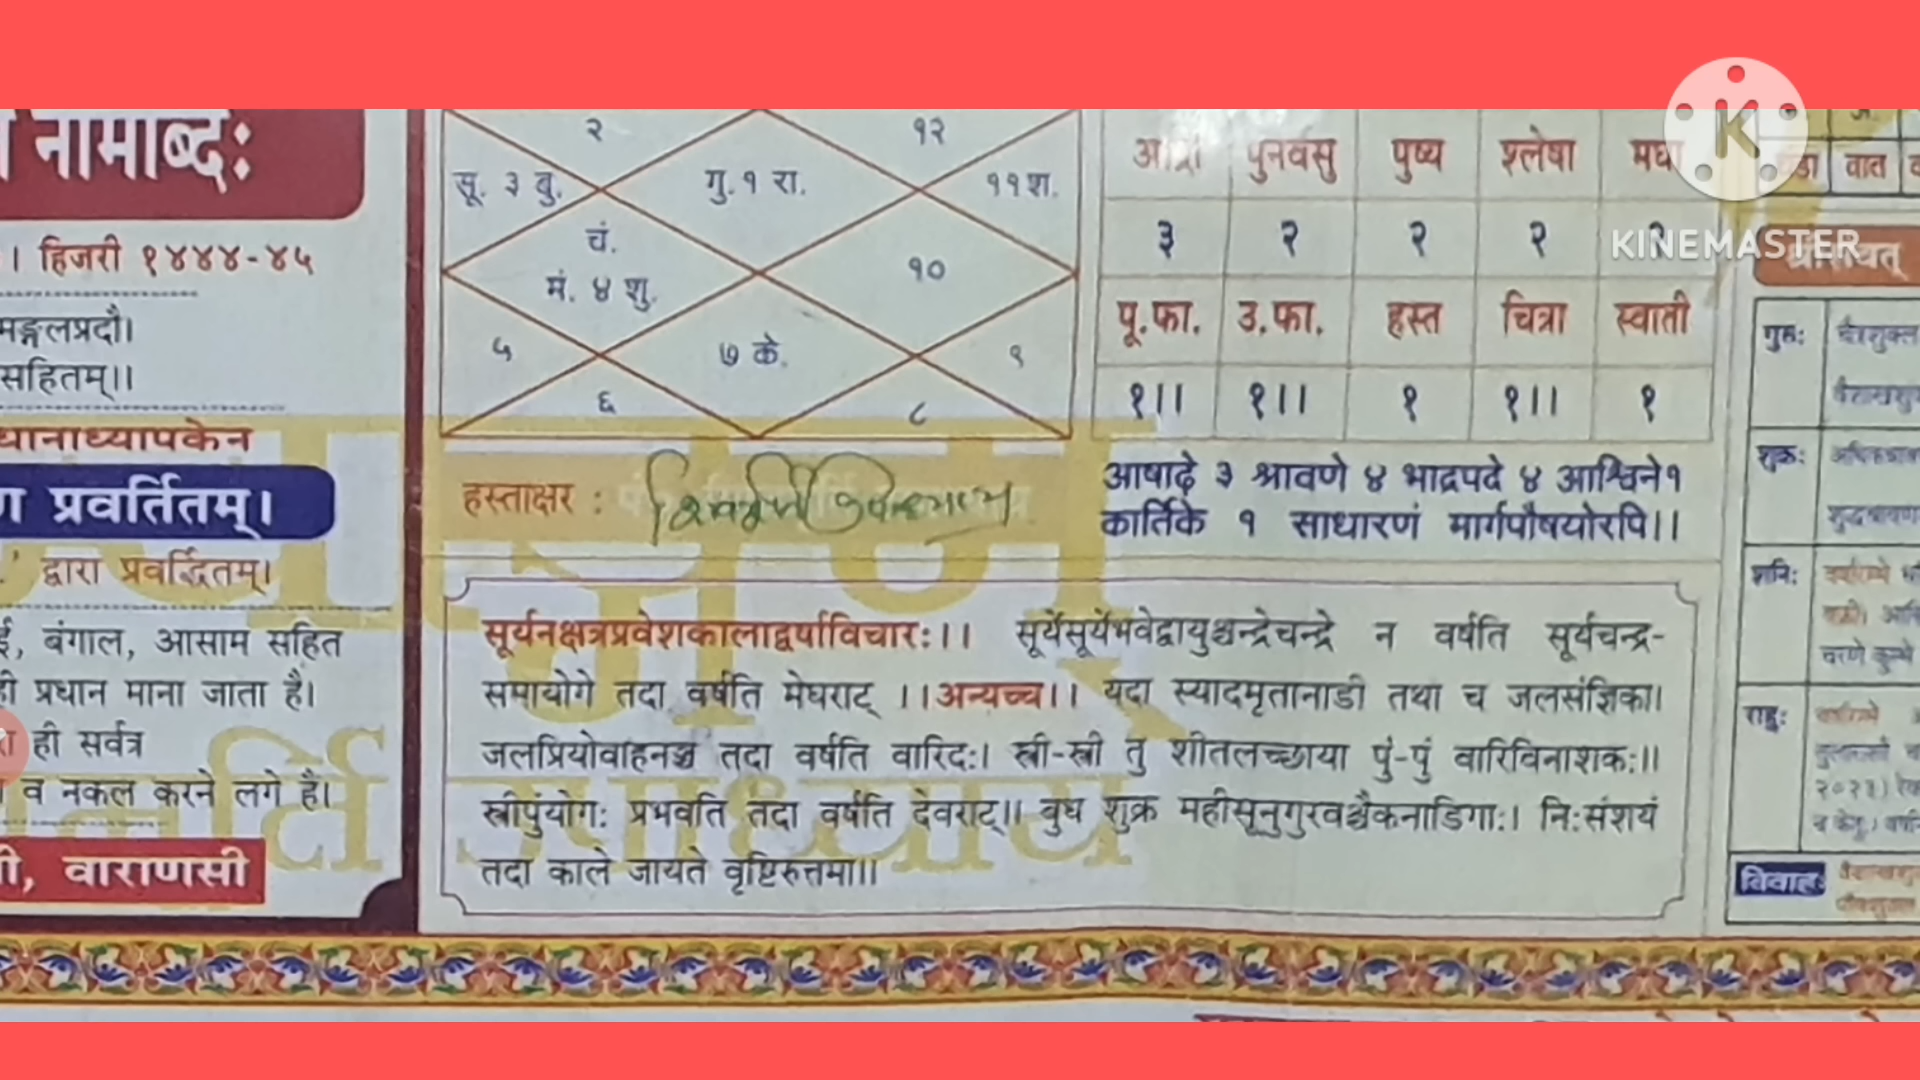 नामाब्दः
। हिजरी १४४४-४५
मङ्गलप्रदौ।
सहितम्।।
धानाध्यापकेन
प्रवर्तितम्।
द्वारा प्रवर्द्धितम्।
बंगाल, आसाम सहित
ही प्रधान माना जाता है।
ही सर्वत्र
व नकल करने लगे है।
वाराणसी
२
१२
सू. ३ बु.
गु. १ रा.
११ श.
चं.
मं. ४ शु.
१०
५
७ के.
९
६
८
हस्ताक्षर :
आर्द्रा पुनर्वसु पुष्य श्लेषा मघा
३ २ २ २
पू.फा. उ.फा. हस्त चित्रा स्वाती
१।। १।। १ १।। १
आषाढ़े ३ श्रावणे ४ भाद्रपदे ४ आश्विने१
कार्तिके १ साधारणं मार्गपौषयोरपि।।
सूर्यनक्षत्रप्रवेशकालाद्वर्षाविचारः।। सूर्येसूर्येभवेद्वायुश्चन्द्रेचन्द्रे न वर्षति सूर्यचन्द्र-
समायोगे तदा वर्षति मेघराट् ।।अन्यच्च।। यदा स्यादमृतानाडी तथा च जलसंज्ञिका।
जलप्रियोवाहनञ्च तदा वर्षति वारिदः। स्त्री-स्त्री तु शीतलच्छाया पुं-पुं वारिविनाशकः।।
स्त्रीपुंयोगः प्रभवति तदा वर्षति देवराट्।। बुध शुक्र महीसूनुगुरवश्चैकनाडिगाः। निःसंशयं
तदा काले जायते वृष्टिरुत्तमा।।
वात
गुरुः
शुक्रः
शनिः
राहुः
विवाहः
KINEMASTER